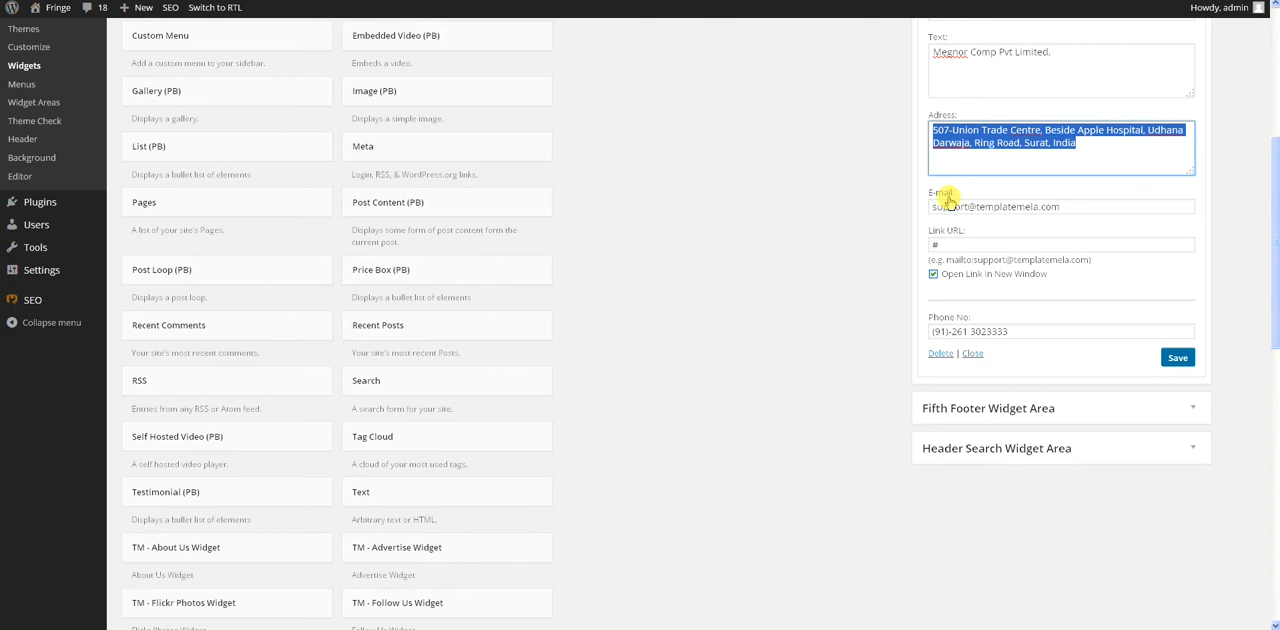 Fringe
18
New
SEO
Switch to RTL
Howdy, admin
Themes
Customize
Widgets
Menus
Widget Areas
Theme Check
Header
Background
Editor
Plugins
Users
Tools
Settings
SEO
Collapse menu
Custom Menu
Add a custom menu to your sidebar.
Embedded Video (PB)
Embeds a video.
Gallery (PB)
Displays a gallery.
Image (PB)
Displays a simple image.
List (PB)
Displays a bullet list of elements
Meta
Login, RSS, & WordPress.org links.
Pages
A list of your site's Pages.
Post Content (PB)
Displays some form of post content form the
current post.
Post Loop (PB)
Displays a post loop.
Price Box (PB)
Displays a bullet list of elements
Recent Comments
Your site's most recent comments.
Recent Posts
Your site's most recent Posts.
RSS
Entries from any RSS or Atom feed.
Search
A search form for your site.
Self Hosted Video (PB)
A self hosted video player.
Tag Cloud
A cloud of your most used tags.
Testimonial (PB)
Displays a bullet list of elements
Text
Arbitrary text or HTML.
TM - About Us Widget
About Us Widget
TM - Advertise Widget
Advertise Widget
TM - Flickr Photos Widget
TM - Follow Us Widget
Text:
Megnor Comp Pvt Limited.
Adress:
507-Union Trade Centre, Beside Apple Hospital, Udhana
Darwaja, Ring Road, Surat, India
E-mail:
support@templatemela.com
Link URL:
#
(e.g. mailto:support@templatemela.com)
Open Link in New Window
Phone No:
(91)-261 3023333
Delete | Close
Save
Fifth Footer Widget Area
Header Search Widget Area